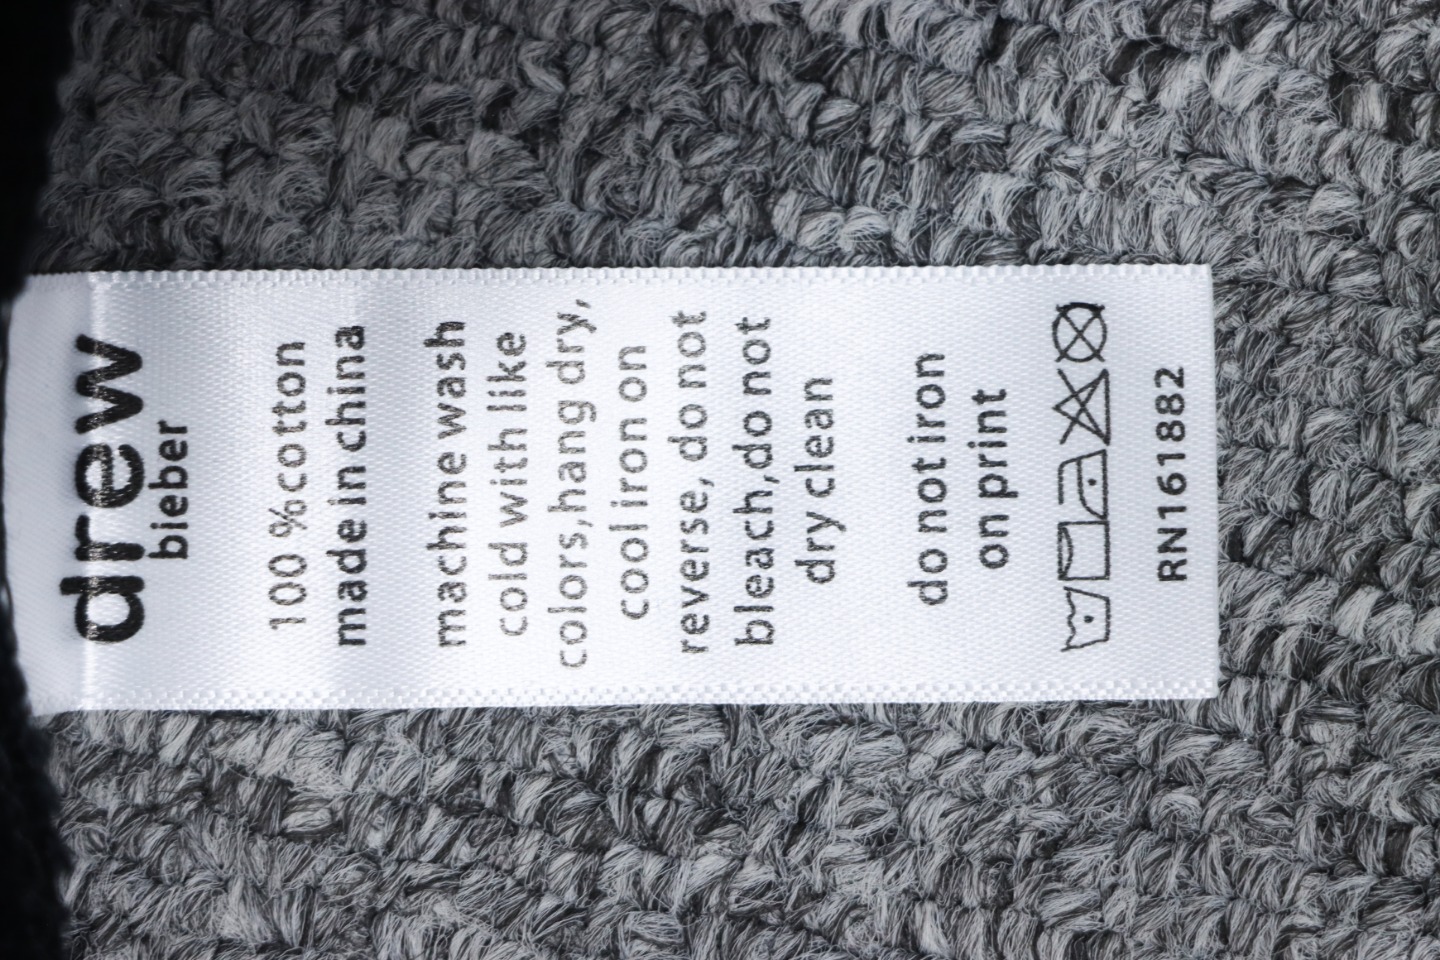 drew
bieber
100 %cotton
made in china
machine wash
cold with like
colors,hang dry,
cool iron on
reverse, do not
bleach,do not
dry clean
do not iron
on print
RN161882